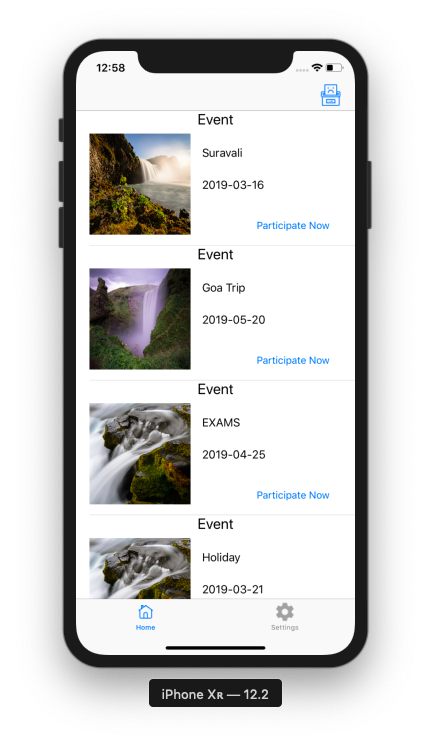 12:58
Event
Suravali
2019-03-16
Participate Now
Event
Goa Trip
2019-05-20
Participate Now
Event
EXAMS
2019-04-25
Participate Now
Event
Holiday
2019-03-21
Home
Settings
iPhone Xʀ — 12.2